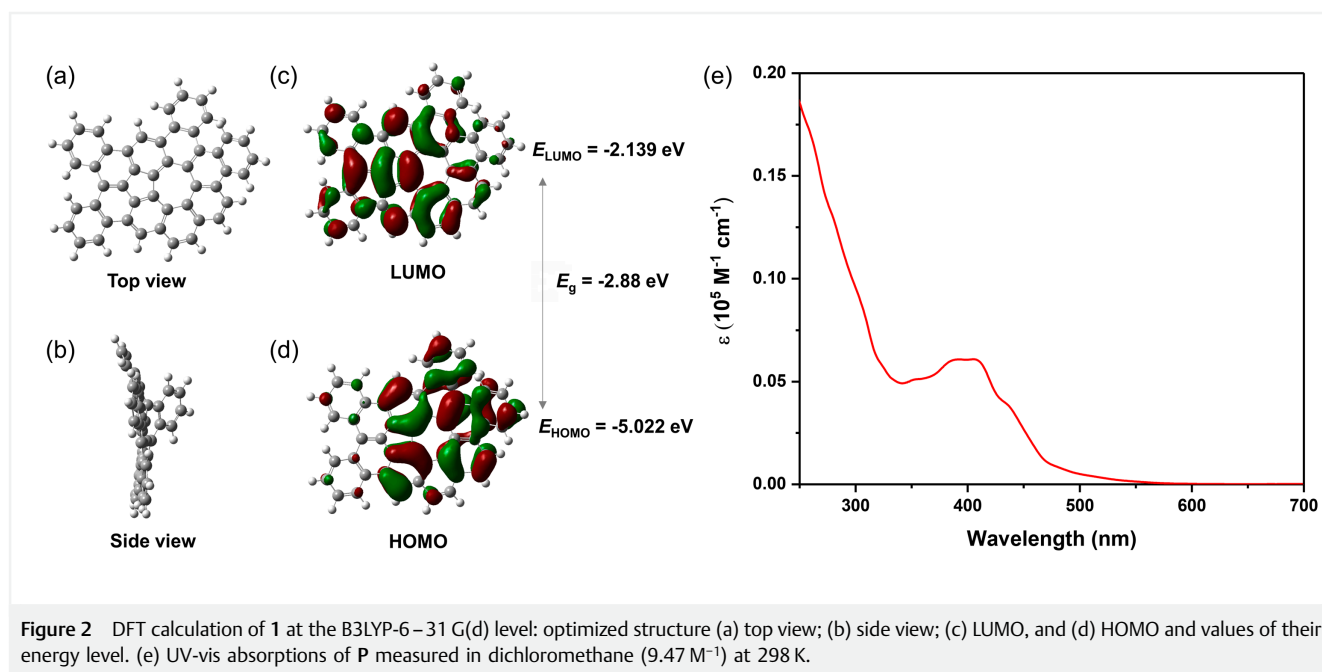 (a)
(c)
(e)
E_LUMO = -2.139 eV
Top view
LUMO
E_g = -2.88 eV
(b)
(d)
E_HOMO = -5.022 eV
Side view
HOMO
0.20
0.15
0.10
0.05
0.00
ε (10⁵ M⁻¹ cm⁻¹)
300 400 500 600 700
Wavelength (nm)
Figure 2 DFT calculation of 1 at the B3LYP-6–31 G(d) level: optimized structure (a) top view; (b) side view; (c) LUMO, and (d) HOMO and values of their
energy level. (e) UV-vis absorptions of P measured in dichloromethane (9.47 M⁻¹) at 298 K.